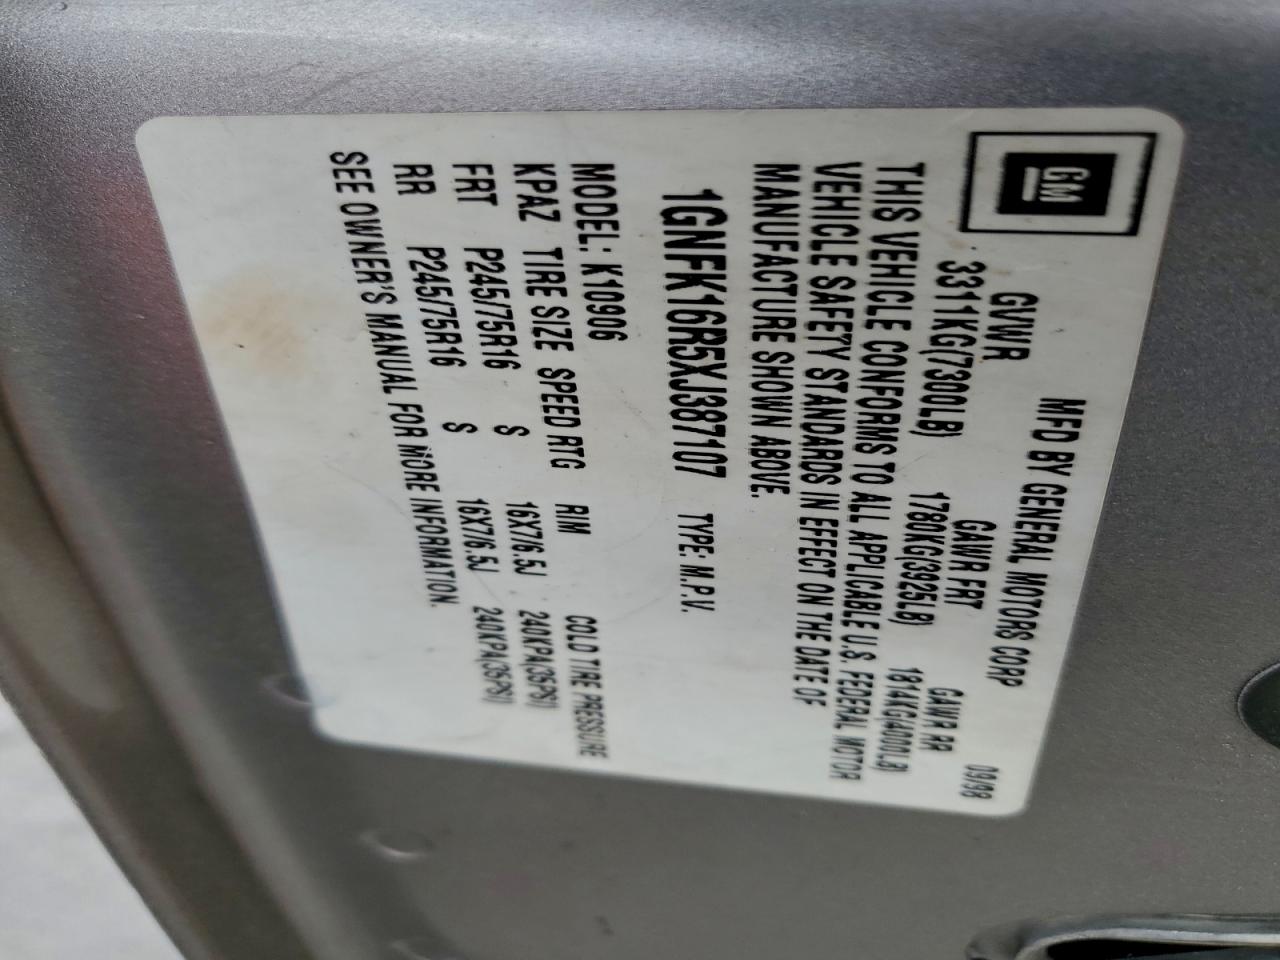 GM
MFD BY GENERAL MOTORS CORP 09/98
GVWR GAWR FRT GAWR RR
3311KG(7300LB) 1780KG(3925LB) 1814KG(4000LB)
THIS VEHICLE CONFORMS TO ALL APPLICABLE U.S. FEDERAL MOTOR
VEHICLE SAFETY STANDARDS IN EFFECT ON THE DATE OF
MANUFACTURE SHOWN ABOVE.
1GNFK16R5XJ387107 TYPE: M.P.V.
MODEL: K10906
KPAZ TIRE SIZE SPEED RTG RIM COLD TIRE PRESSURE
FRT P245/75R16 S 16X7/6.5J 240KPA(35PSI)
RR P245/75R16 S 16X7/6.5J 240KPA(35PSI)
SEE OWNER'S MANUAL FOR MORE INFORMATION.